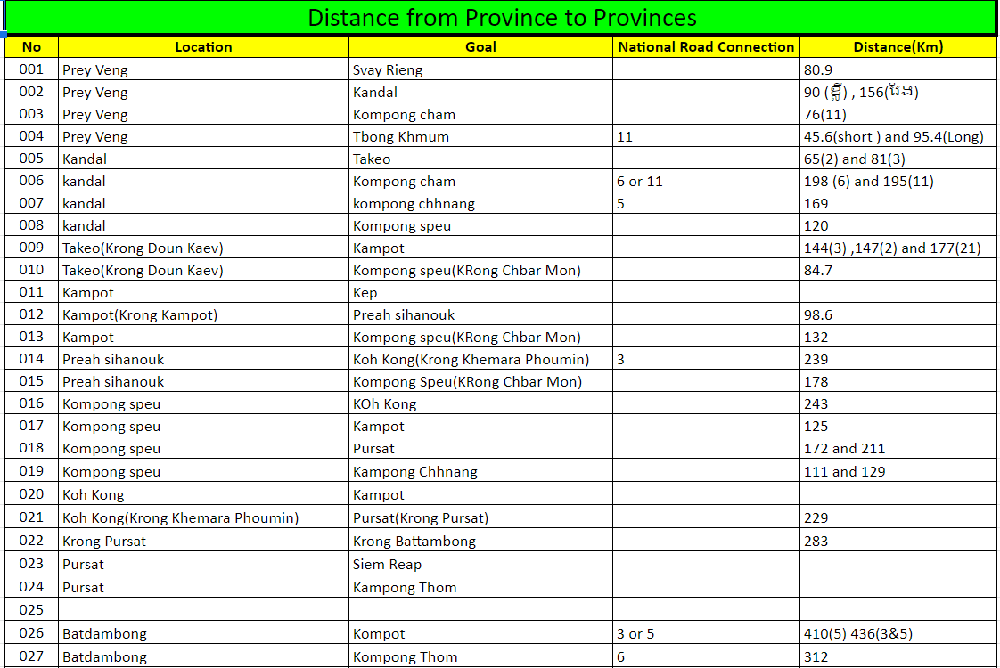 Distance from Province to Provinces
No Location Goal National Road Connection Distance(Km)
001 Prey Veng Svay Rieng 80.9
002 Prey Veng Kandal 90 (ខ្លី) , 156(វែង)
003 Prey Veng Kompong cham 76(11)
004 Prey Veng Tbong Khmum 11 45.6(short ) and 95.4(Long)
005 Kandal Takeo 65(2) and 81(3)
006 kandal Kompong cham 6 or 11 198 (6) and 195(11)
007 kandal kompong chhnang 5 169
008 kandal Kompong speu 120
009 Takeo(Krong Doun Kaev) Kampot 144(3) ,147(2) and 177(21)
010 Takeo(Krong Doun Kaev) Kompong speu(KRong Chbar Mon) 84.7
011 Kampot Kep
012 Kampot(Krong Kampot) Preah sihanouk 98.6
013 Kampot Kompong speu(KRong Chbar Mon) 132
014 Preah sihanouk Koh Kong(Krong Khemara Phoumin) 3 239
015 Preah sihanouk Kompong Speu(KRong Chbar Mon) 178
016 Kompong speu KOh Kong 243
017 Kompong speu Kampot 125
018 Kompong speu Pursat 172 and 211
019 Kompong speu Kampong Chhnang 111 and 129
020 Koh Kong Kampot
021 Koh Kong(Krong Khemara Phoumin) Pursat(Krong Pursat) 229
022 Krong Pursat Krong Battambong 283
023 Pursat Siem Reap
024 Pursat Kampong Thom
025
026 Batdambong Kompot 3 or 5 410(5) 436(3&5)
027 Batdambong Kompong Thom 6 312